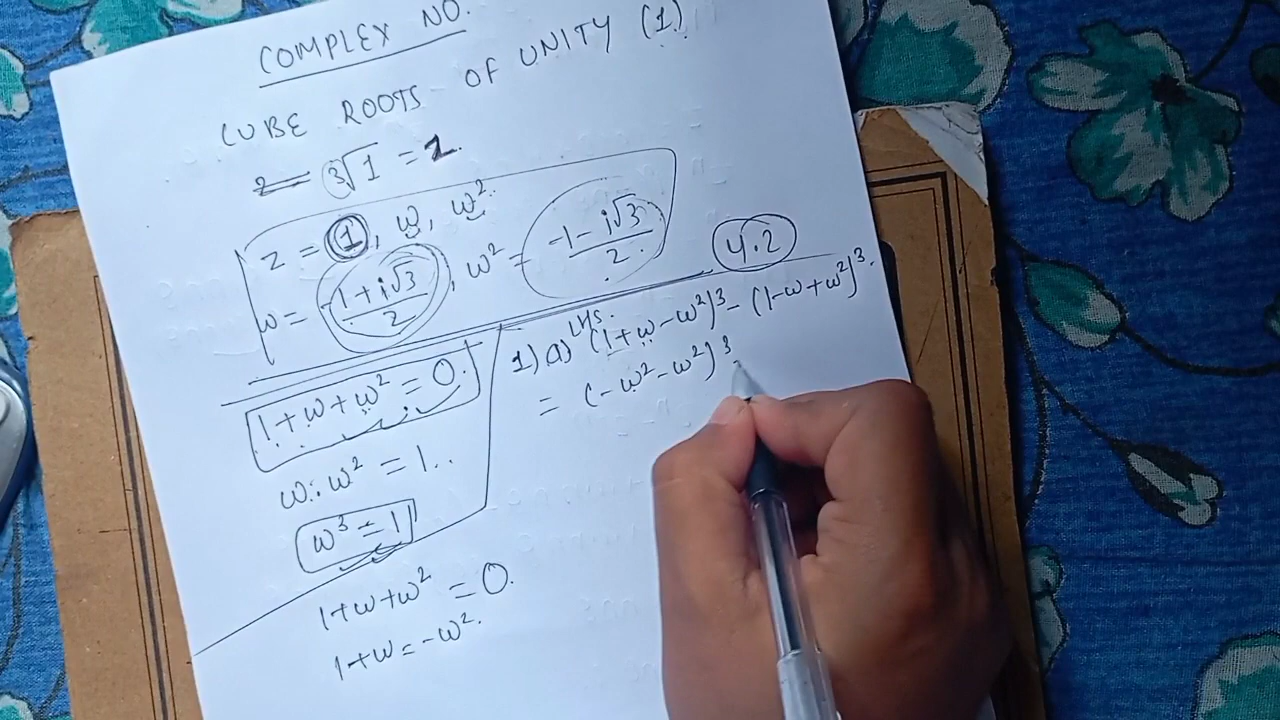 COMPLEX NO.
CUBE ROOTS OF UNITY (1)
∛1 = 1.
z = 1, ω, ω².
ω = (-1+i√3)/2, ω² = (-1-i√3)/2
4.2
1+ω+ω² = 0.
ω.ω² = 1..
ω³ = 1
1+ω+ω² = 0.
1+ω = -ω².
1) a) LHS. (1+ω-ω²)³ - (1-ω+ω²)³.
= (-ω²-ω²)³